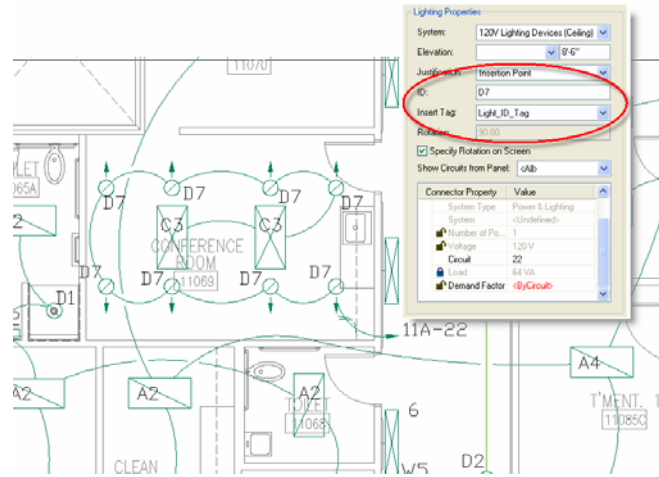 Lighting Properties
System: 120V Lighting Devices (Ceiling)
Elevation: 8'-6"
Justification: Insertion Point
ID: D7
Insert Tag: Light_ID_Tag
Rotation: 90.00
Specify Rotation on Screen
Show Circuits from Panel: <All>
Connector Property Value
System Type Power & Lighting
System <Undefined>
Number of Po... 1
Voltage 120 V
Circuit 22
Load 64 VA
Demand Factor <ByCircuit>
11070
D7 D7 D7 D7
C3 C3
CONFERENCE
ROOM
11069
D7 D7 D7 D7
LET
065A
A2
D1
11A-22
A2 A2 A2 A4
TOILET
11068
6
T'MENT. 1
11085C
CLEAN
W5 D2